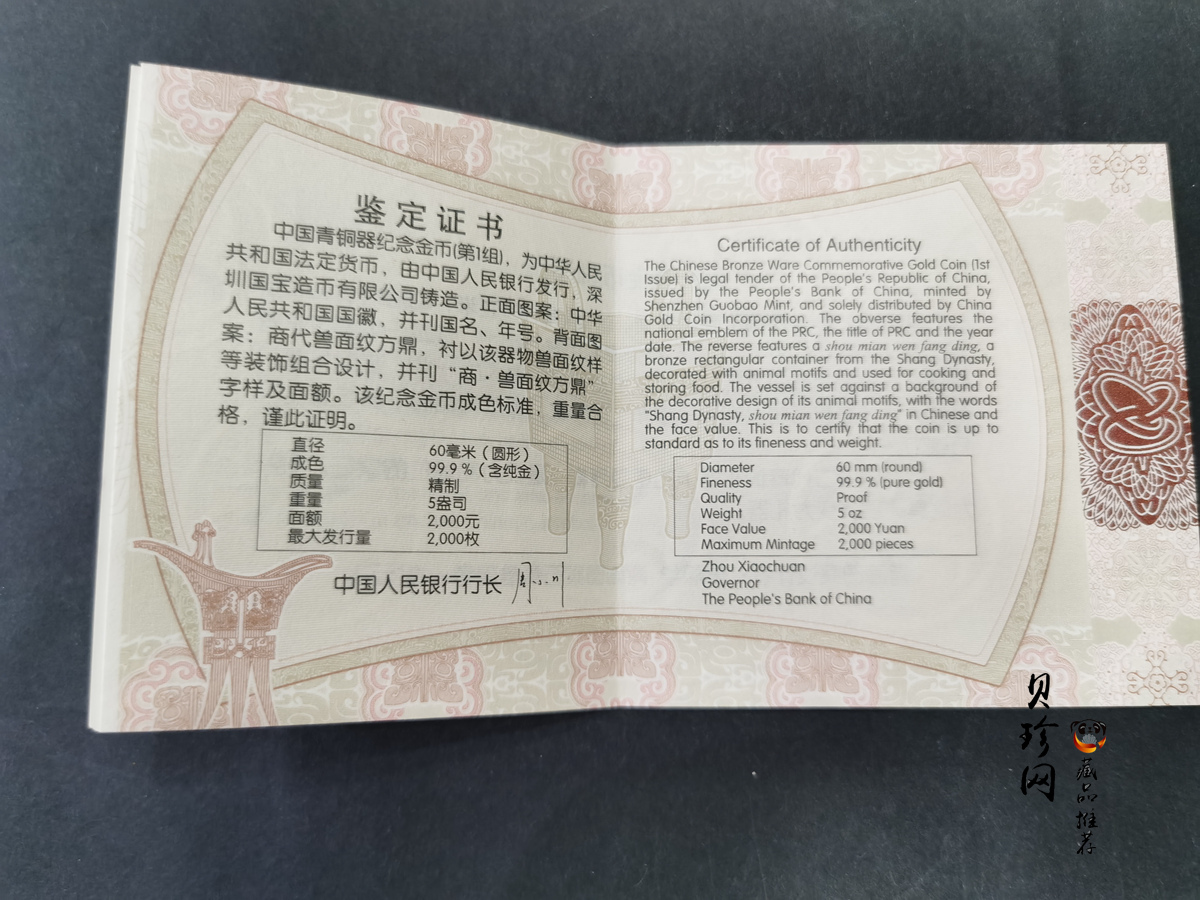 鉴定证书
中国青铜器纪念金币(第1组)，为中华人民
共和国法定货币，由中国人民银行发行，深
圳国宝造币有限公司铸造。正面图案：中华
人民共和国国徽，并刊国名、年号。背面图
案：商代兽面纹方鼎，衬以该器物兽面纹样
等装饰组合设计，并刊“商·兽面纹方鼎”
字样及面额。该纪念金币成色标准，重量合
格，谨此证明。
直径 60毫米（圆形）
成色 99.9％（含纯金）
质量 精制
重量 5盎司
面额 2,000元
最大发行量 2,000枚
中国人民银行行长 周小川
Certificate of Authenticity
The Chinese Bronze Ware Commemorative Gold Coin (1st
Issue) is legal tender of the People's Republic of China,
issued by the People's Bank of China, minted by
Shenzhen Guobao Mint, and solely distributed by China
Gold Coin Incorporation. The obverse features the
national emblem of the PRC, the title of PRC and the year
date. The reverse features a shou mian wen fang ding, a
bronze rectangular container from the Shang Dynasty,
decorated with animal motifs and used for cooking and
storing food. The vessel is set against a background of
the decorative design of its animal motifs, with the words
"Shang Dynasty, shou mian wen fang ding" in Chinese and
the face value. This is to certify that the coin is up to
standard as to its fineness and weight.
Diameter 60 mm (round)
Fineness 99.9 % (pure gold)
Quality Proof
Weight 5 oz
Face Value 2,000 Yuan
Maximum Mintage 2,000 pieces
Zhou Xiaochuan
Governor
The People's Bank of China
贝珍网
藏品推荐